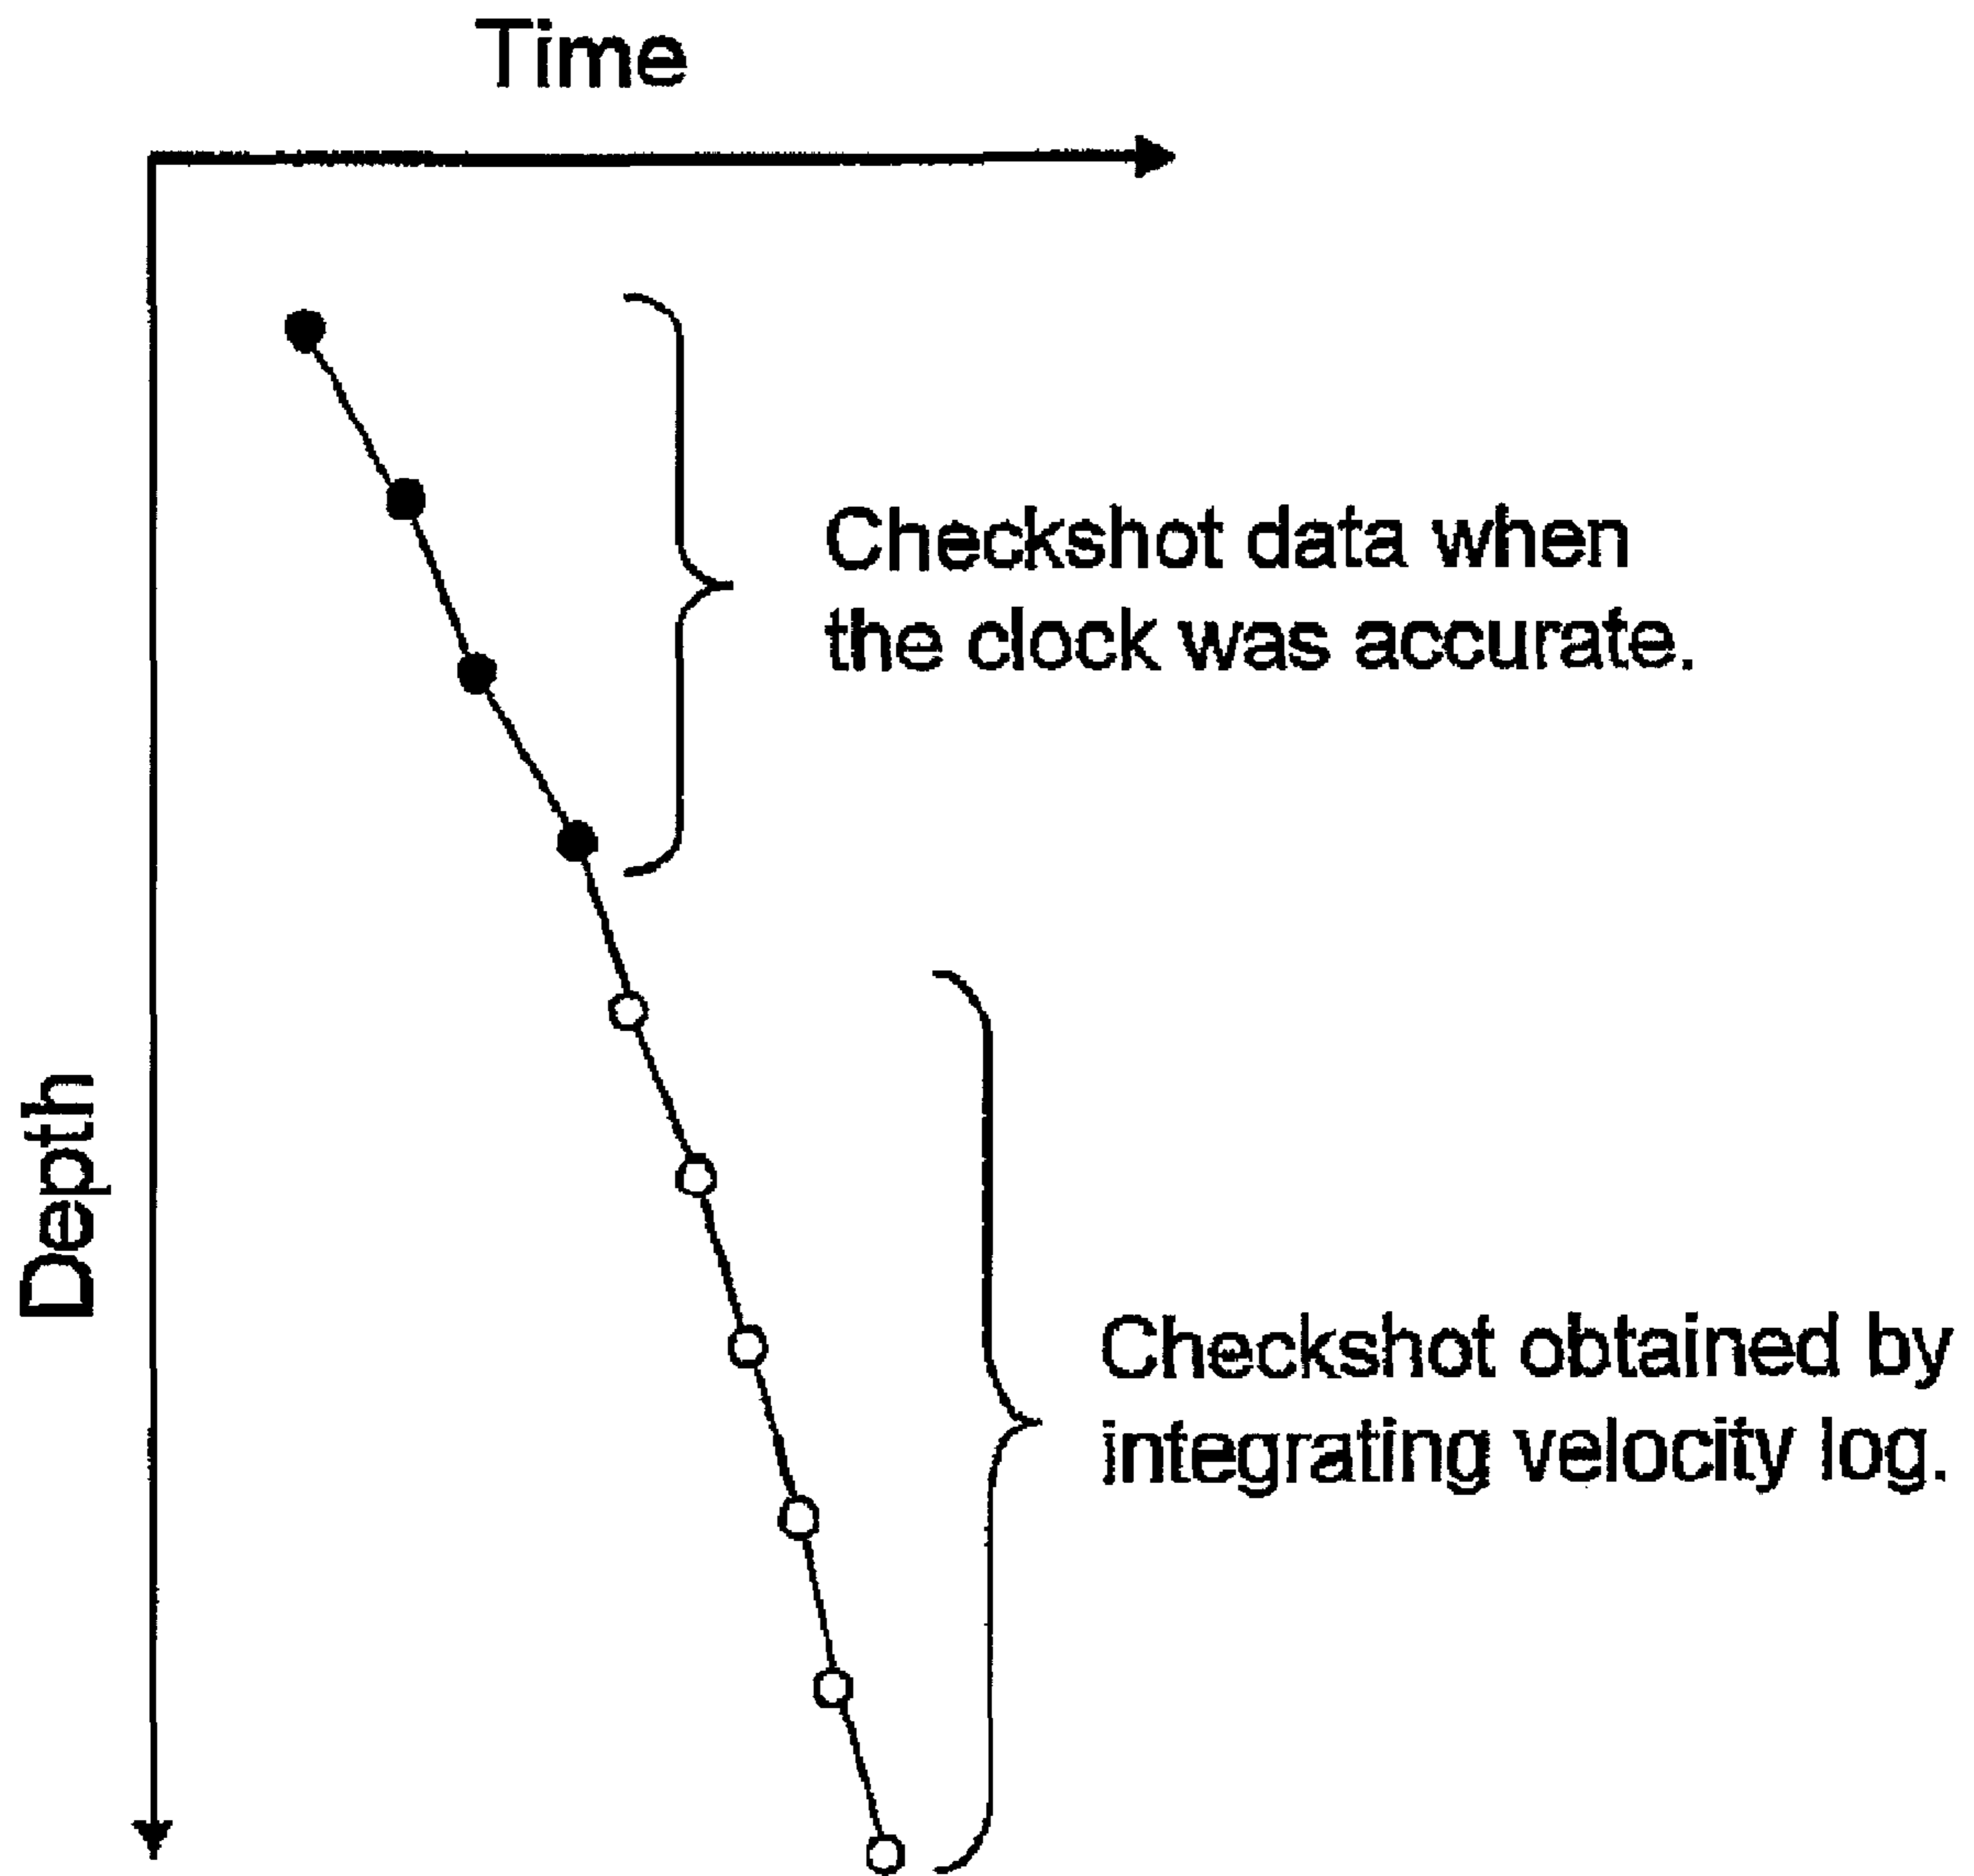 Time
Checkshot data when
the clock was accurate.
Depth
Checkshot obtained by
integrating velocity log.